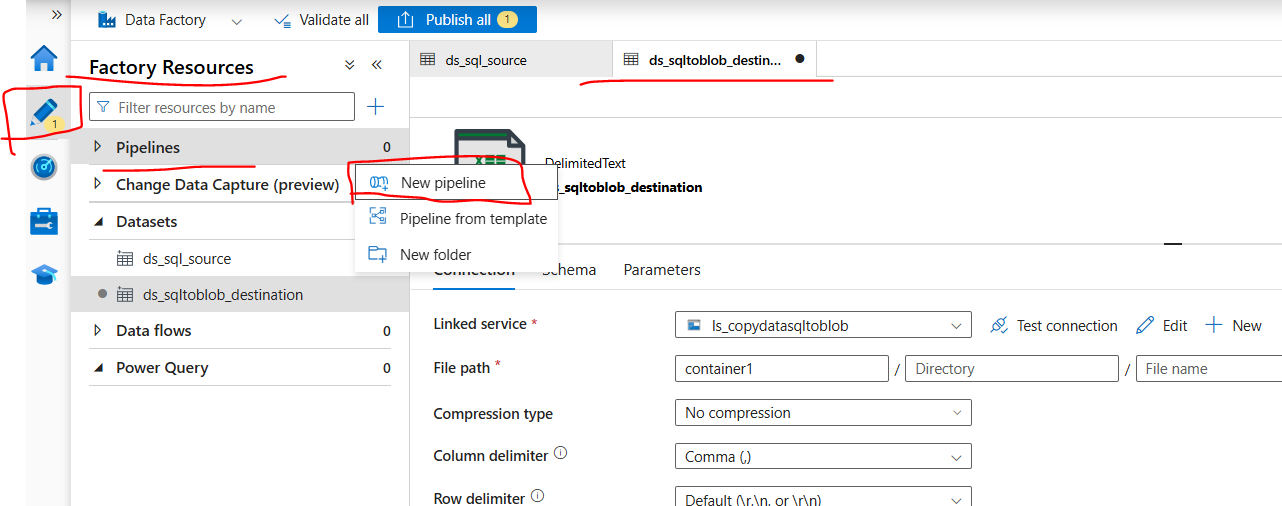 »
Data Factory
Validate all
Publish all 1
Factory Resources
«
Filter resources by name
+
1
Pipelines 0
Change Data Capture (preview)
Datasets
ds_sql_source
ds_sqltoblob_destination
Data flows 0
Power Query 0
New pipeline
Pipeline from template
New folder
ds_sql_source
ds_sqltoblob_destin...
DelimitedText
_sqltoblob_destination
Connection Schema Parameters
Linked service * ls_copydatasqltoblob Test connection Edit + New
File path * container1 / Directory / File name
Compression type No compression
Column delimiter Comma (,)
Row delimiter Default (\r,\n, or \r\n)